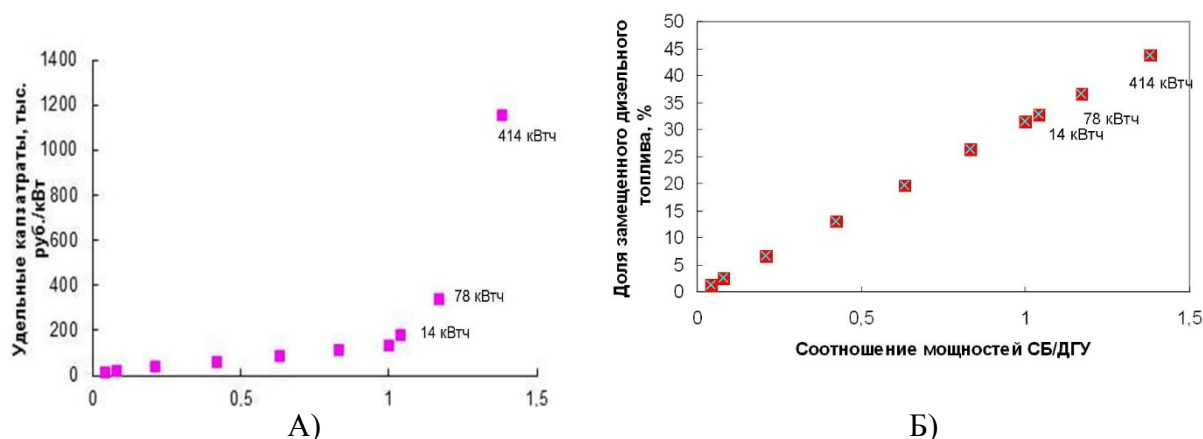 Удельные капзатраты, тыс.
руб./кВт
1400
1200
1000
800
600
400
200
0
0
0,5
1
1,5
414 кВтч
78 кВтч
14 кВтч
А)
Доля замещенного дизельного
топлива, %
50
45
40
35
30
25
20
15
10
5
0
0
0,5
1
1,5
414 кВтч
78 кВтч
14 кВтч
Соотношение мощностей СБ/ДГУ
Б)